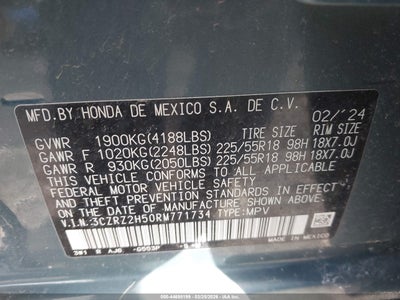 MFD.BY HONDA DE MEXICO S.A. DE C.V. 02/'24
TIRE SIZE RIM SIZE
GVWR 1900KG(4188LBS)
GAWR F 1020KG(2248LBS) 225/55R18 98H 18X7.0J
GAWR R 930KG(2050LBS) 225/55R18 98H 18X7.0J
THIS VEHICLE CONFORMS TO ALL APPLICABLE
FEDERAL MOTOR VEHICLE SAFETY AND
THEFT PREVENTION STANDARDS IN EFFECT ON
THE DATE OF MANUFACTURE SHOWN ABOVE.
V.I.N.:3CZRZ2H50RM771734 TYPE:MPV
MADE IN MEXICO